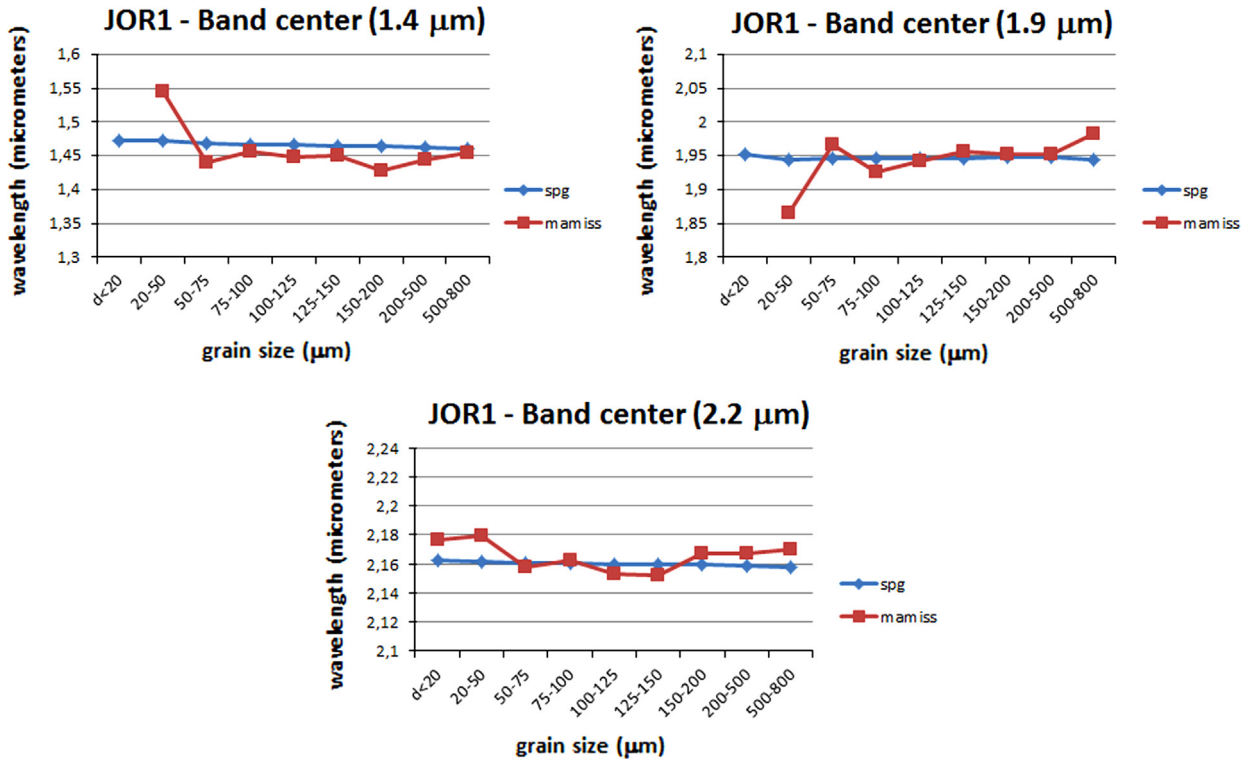 JOR1 - Band center (1.4 μm)
wavelength (micrometers)
1,6
1,55
1,5
1,45
1,4
1,35
1,3
d<20
20-50
50-75
75-100
100-125
125-150
150-200
200-500
500-800
grain size (μm)
spg
mamiss
JOR1 - Band center (1.9 μm)
wavelength (micrometers)
2,1
2,05
2
1,95
1,9
1,85
1,8
d<20
20-50
50-75
75-100
100-125
125-150
150-200
200-500
500-800
grain size (μm)
spg
mamiss
JOR1 - Band center (2.2 μm)
wavelength (micrometers)
2,24
2,22
2,2
2,18
2,16
2,14
2,12
2,1
d<20
20-50
50-75
75-100
100-125
125-150
150-200
200-500
500-800
grain size (μm)
spg
mamiss